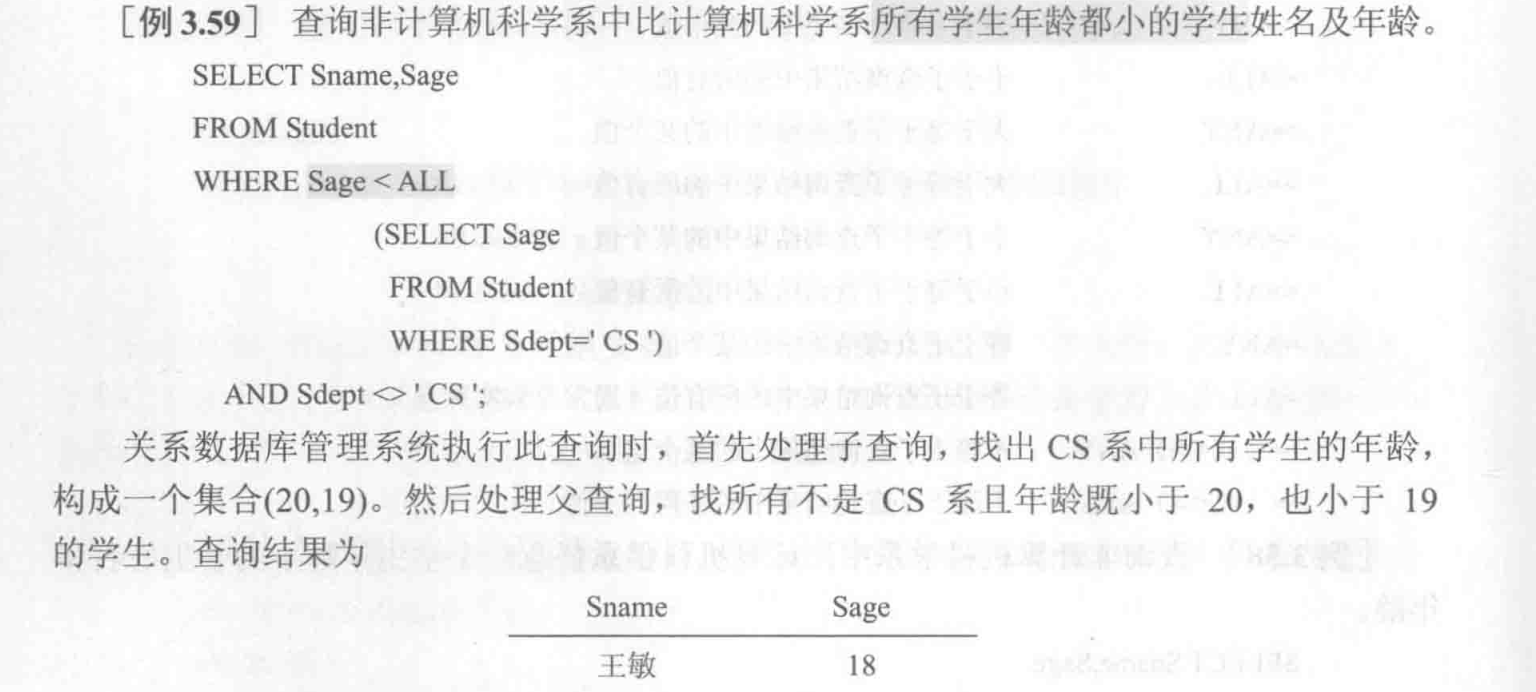 ［例 3.59］ 查询非计算机科学系中比计算机科学系所有学生年龄都小的学生姓名及年龄。
SELECT Sname,Sage
FROM Student
WHERE Sage < ALL
(SELECT Sage
FROM Student
WHERE Sdept=' CS ')
AND Sdept <> ' CS ';
关系数据库管理系统执行此查询时，首先处理子查询，找出 CS 系中所有学生的年龄，
构成一个集合(20,19)。然后处理父查询，找所有不是 CS 系且年龄既小于 20，也小于 19
的学生。查询结果为
Sname Sage
王敏 18